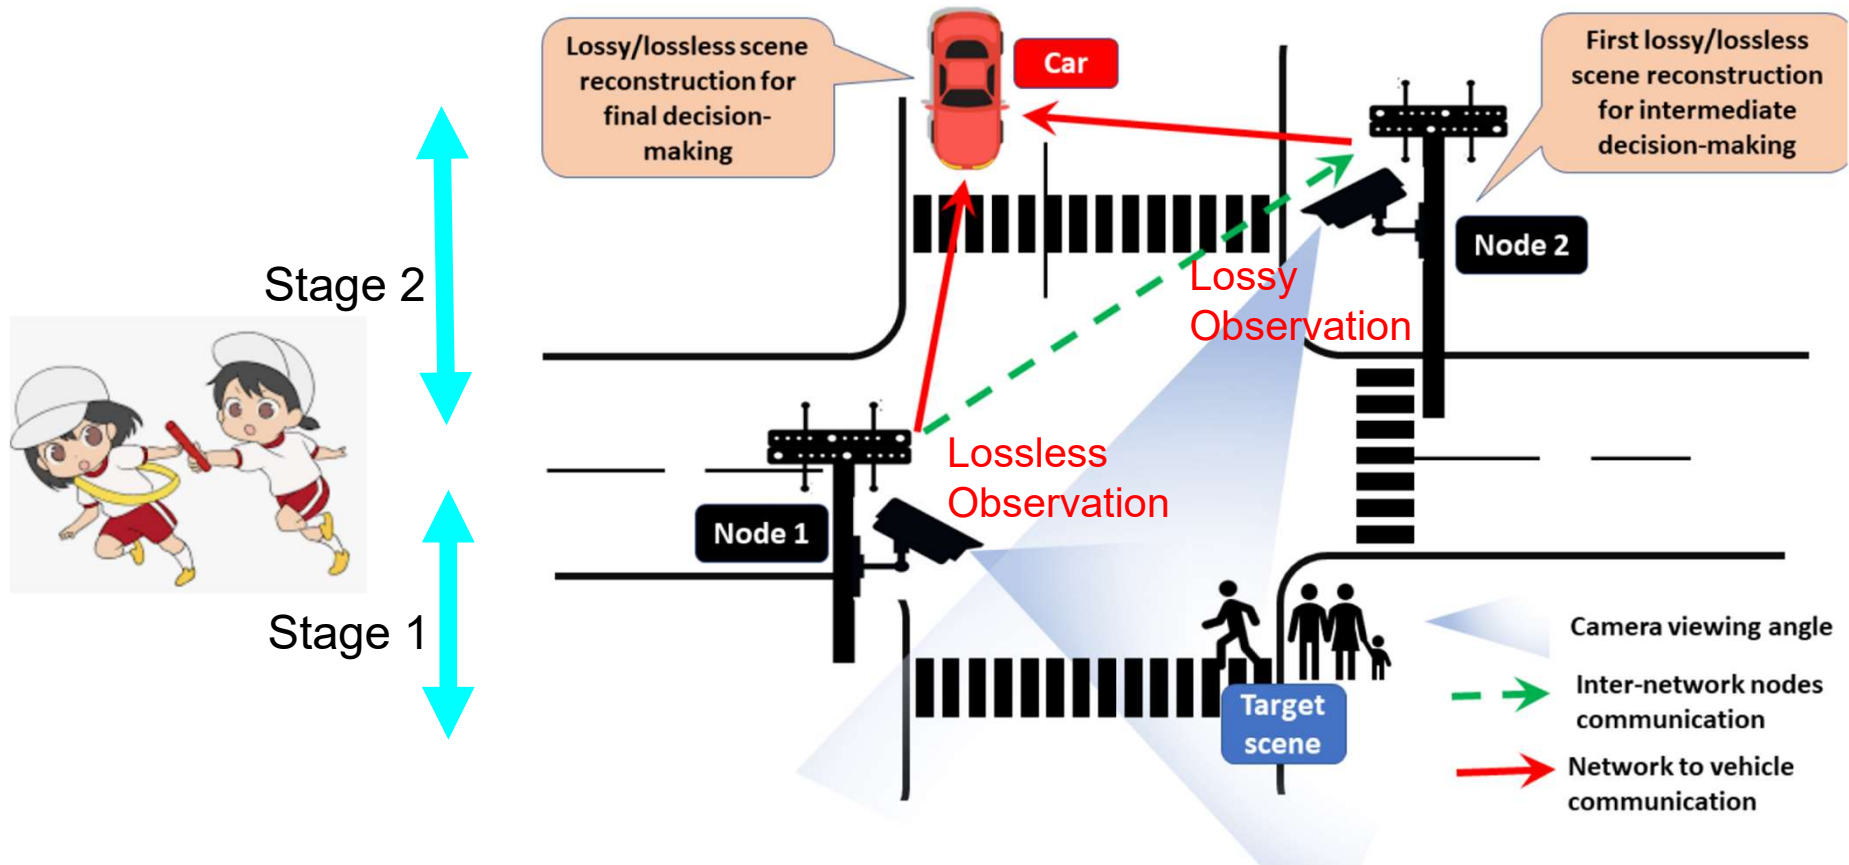 Lossy/lossless scene
reconstruction for
final decision-
making
Car
First lossy/lossless
scene reconstruction
for intermediate
decision-making
Node 2
Stage 2
Lossy
Observation
Lossless
Observation
Node 1
Stage 1
Target
scene
Camera viewing angle
Inter-network nodes
communication
Network to vehicle
communication